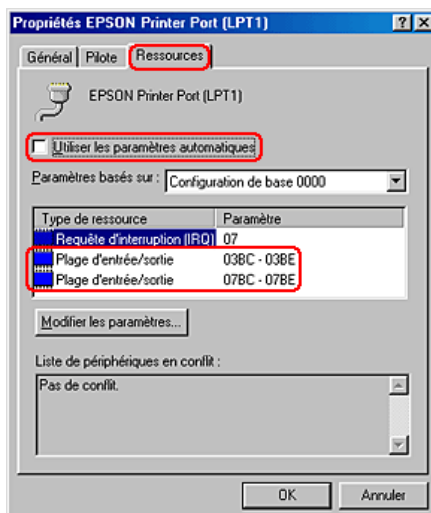 Propriétés EPSON Printer Port (LPT1)
Général Pilote Ressources
EPSON Printer Port (LPT1)
Utiliser les paramètres automatiques
Paramètres basés sur : Configuration de base 0000
Type de ressource Paramètre
Requête d'interruption (IRQ) 07
Plage d'entrée/sortie 03BC - 03BE
Plage d'entrée/sortie 07BC - 07BE
Modifier les paramètres...
Liste de périphériques en conflit :
Pas de conflit.
OK Annuler